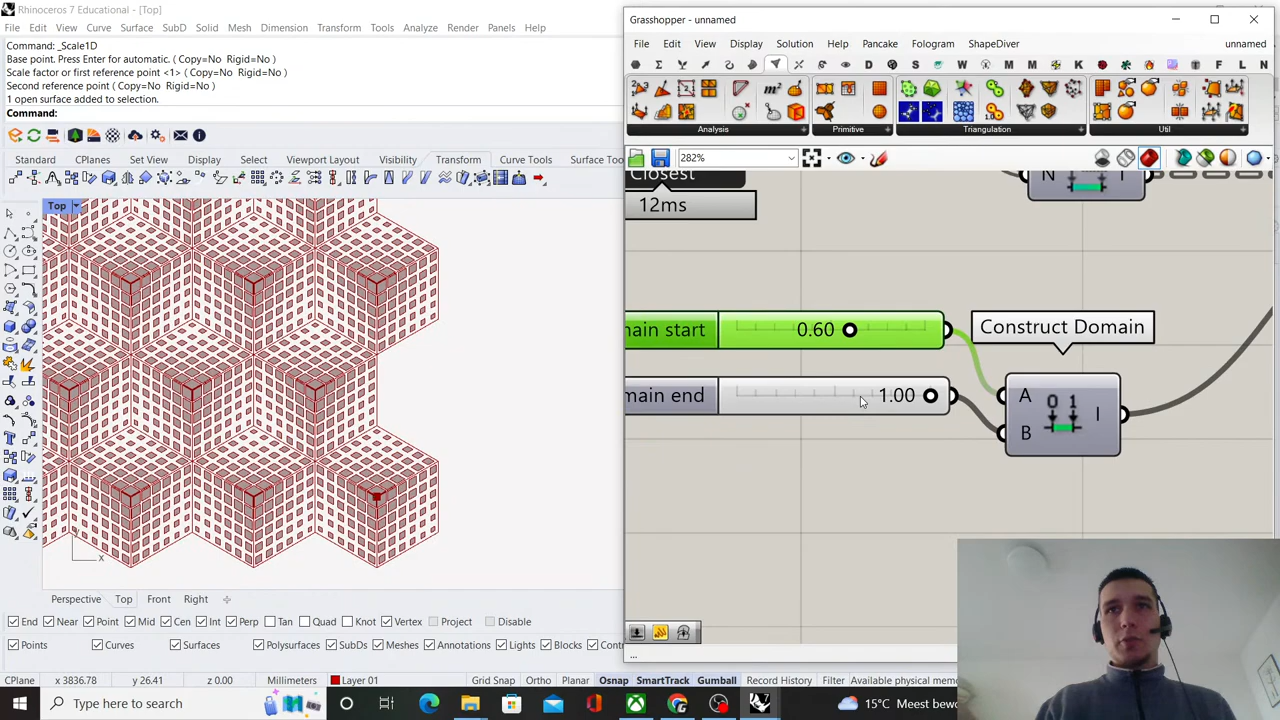 Rhinoceros 7 Educational - [Top]
File Edit View Curve Surface SubD Solid Mesh Dimension Transform Tools Analyze Render Panels Help
Command: _Scale1D
Base point. Press Enter for automatic. ( Copy=No Rigid=No )
Scale factor or first reference point <1> ( Copy=No Rigid=No )
Second reference point ( Copy=No Rigid=No )
1 open surface added to selection.
Command:
Standard CPlanes Set View Display Select Viewport Layout Visibility Transform Curve Tools Surface Too
Top
y
x
Perspective Top Front Right
End Near Point Mid Cen Int Perp Tan Quad Knot Vertex Project Disable
Points Curves Surfaces Polysurfaces SubDs Meshes Annotations Lights Blocks Con
CPlane x 3836.78 y 26.41 z 0.00 Millimeters Layer 01 Grid Snap Ortho Planar Osnap SmartTrack Gumball Record History Filter Available physical mem
Grasshopper - unnamed
File Edit View Display Solution Help Pancake Fologram ShapeDiver unnamed
Analysis Primitive Triangulation Util
282%
Closest
12ms
N T
main start 0.60
main end 1.00
Construct Domain
A
B
0 1
I
...
Type here to search
15°C Meest bewo